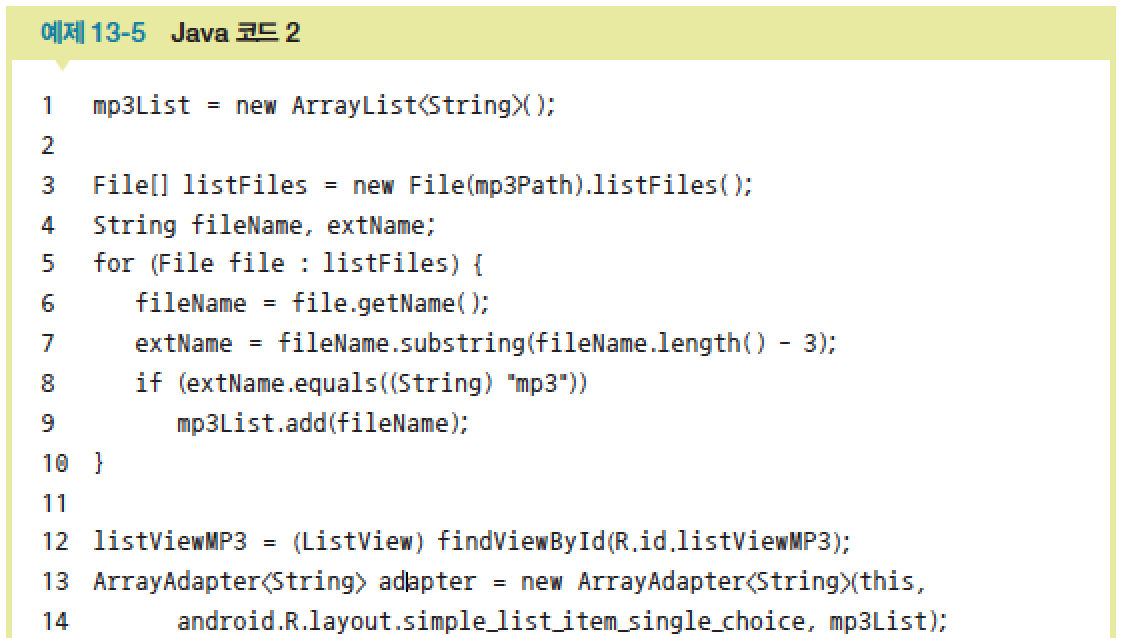 예제 13-5 Java 코드 2
1 mp3List = new ArrayList<String>();
2
3 File[] listFiles = new File(mp3Path).listFiles();
4 String fileName, extName;
5 for (File file : listFiles) {
6 fileName = file.getName();
7 extName = fileName.substring(fileName.length() - 3);
8 if (extName.equals((String) "mp3"))
9 mp3List.add(fileName);
10 }
11
12 listViewMP3 = (ListView) findViewById(R.id.listViewMP3);
13 ArrayAdapter<String> adapter = new ArrayAdapter<String>(this,
14 android.R.layout.simple_list_item_single_choice, mp3List);